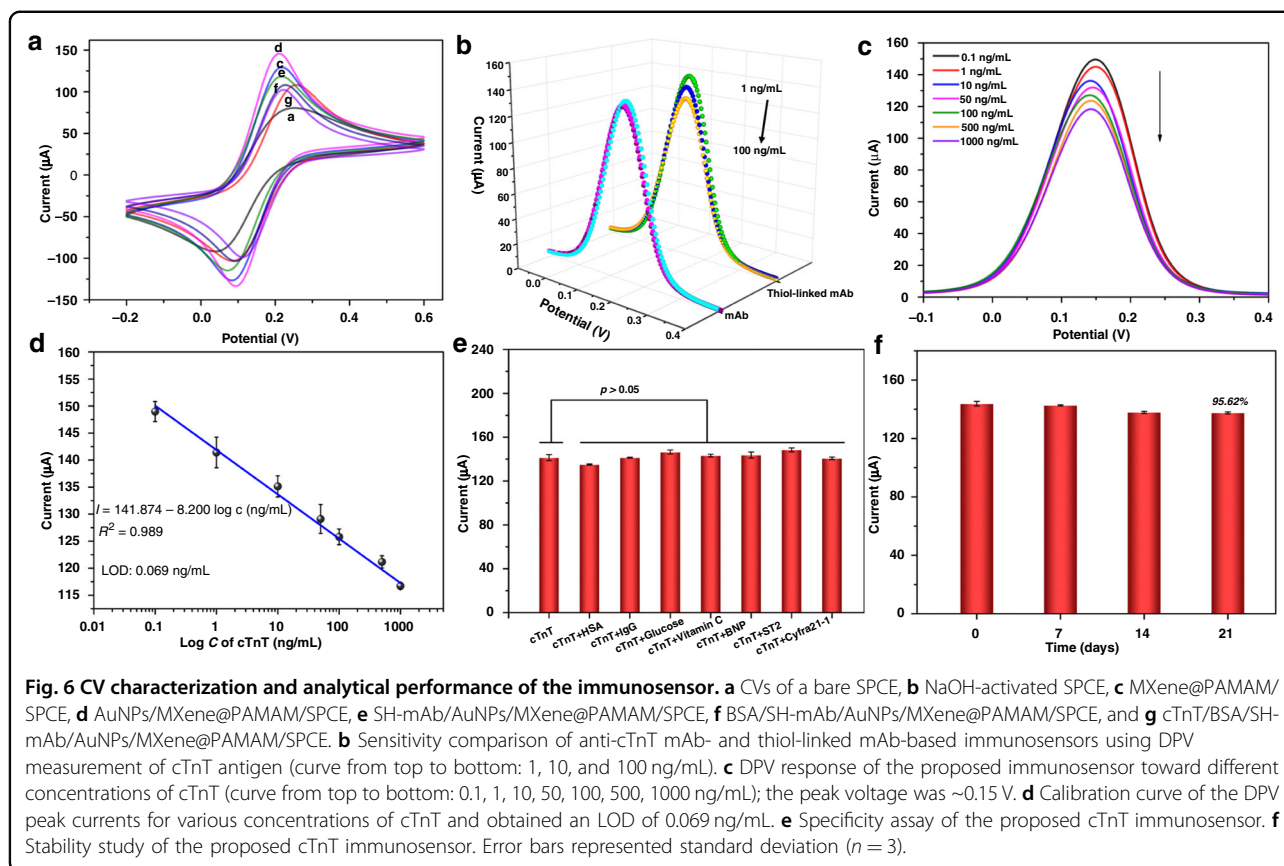 a
150
100
50
0
−50
−100
−150
Current (µA)
−0.2
0.0
0.2
0.4
0.6
Potential (V)
d
c
e
f
g
a
b
160
140
120
100
80
60
40
20
0
Current (µA)
0.0
0.1
0.2
0.3
0.4
Potential (V)
1 ng/mL
100 ng/mL
Thiol-linked mAb
mAb
c
160
140
120
100
80
60
40
20
0
Current (µA)
0.1 ng/mL
1 ng/mL
10 ng/mL
50 ng/mL
100 ng/mL
500 ng/mL
1000 ng/mL
−0.1
0.0
0.1
0.2
0.3
0.4
Potential (V)
d
160
155
150
145
140
135
130
125
120
115
Current (µA)
I = 141.874 – 8.200 log c (ng/mL)
R² = 0.989
LOD: 0.069 ng/mL
0.01
0.1
1
10
100
1000
Log C of cTnT (ng/mL)
e
240
200
160
120
80
40
0
Current (µA)
p > 0.05
cTnT
cTnT+HSA
cTnT+IgG
cTnT+Glucose
cTnT+Vitamin C
cTnT+BNP
cTnT+ST2
cTnT+Cyfra21-1
f
160
120
80
40
0
Current (µA)
95.62%
0
7
14
21
Time (days)
Fig. 6 CV characterization and analytical performance of the immunosensor. a CVs of a bare SPCE, b NaOH-activated SPCE, c MXene@PAMAM/
SPCE, d AuNPs/MXene@PAMAM/SPCE, e SH-mAb/AuNPs/MXene@PAMAM/SPCE, f BSA/SH-mAb/AuNPs/MXene@PAMAM/SPCE, and g cTnT/BSA/SH-
mAb/AuNPs/MXene@PAMAM/SPCE. b Sensitivity comparison of anti-cTnT mAb- and thiol-linked mAb-based immunosensors using DPV
measurement of cTnT antigen (curve from top to bottom: 1, 10, and 100 ng/mL). c DPV response of the proposed immunosensor toward different
concentrations of cTnT (curve from top to bottom: 0.1, 1, 10, 50, 100, 500, 1000 ng/mL); the peak voltage was ~0.15 V. d Calibration curve of the DPV
peak currents for various concentrations of cTnT and obtained an LOD of 0.069 ng/mL. e Specificity assay of the proposed cTnT immunosensor. f
Stability study of the proposed cTnT immunosensor. Error bars represented standard deviation (n = 3).